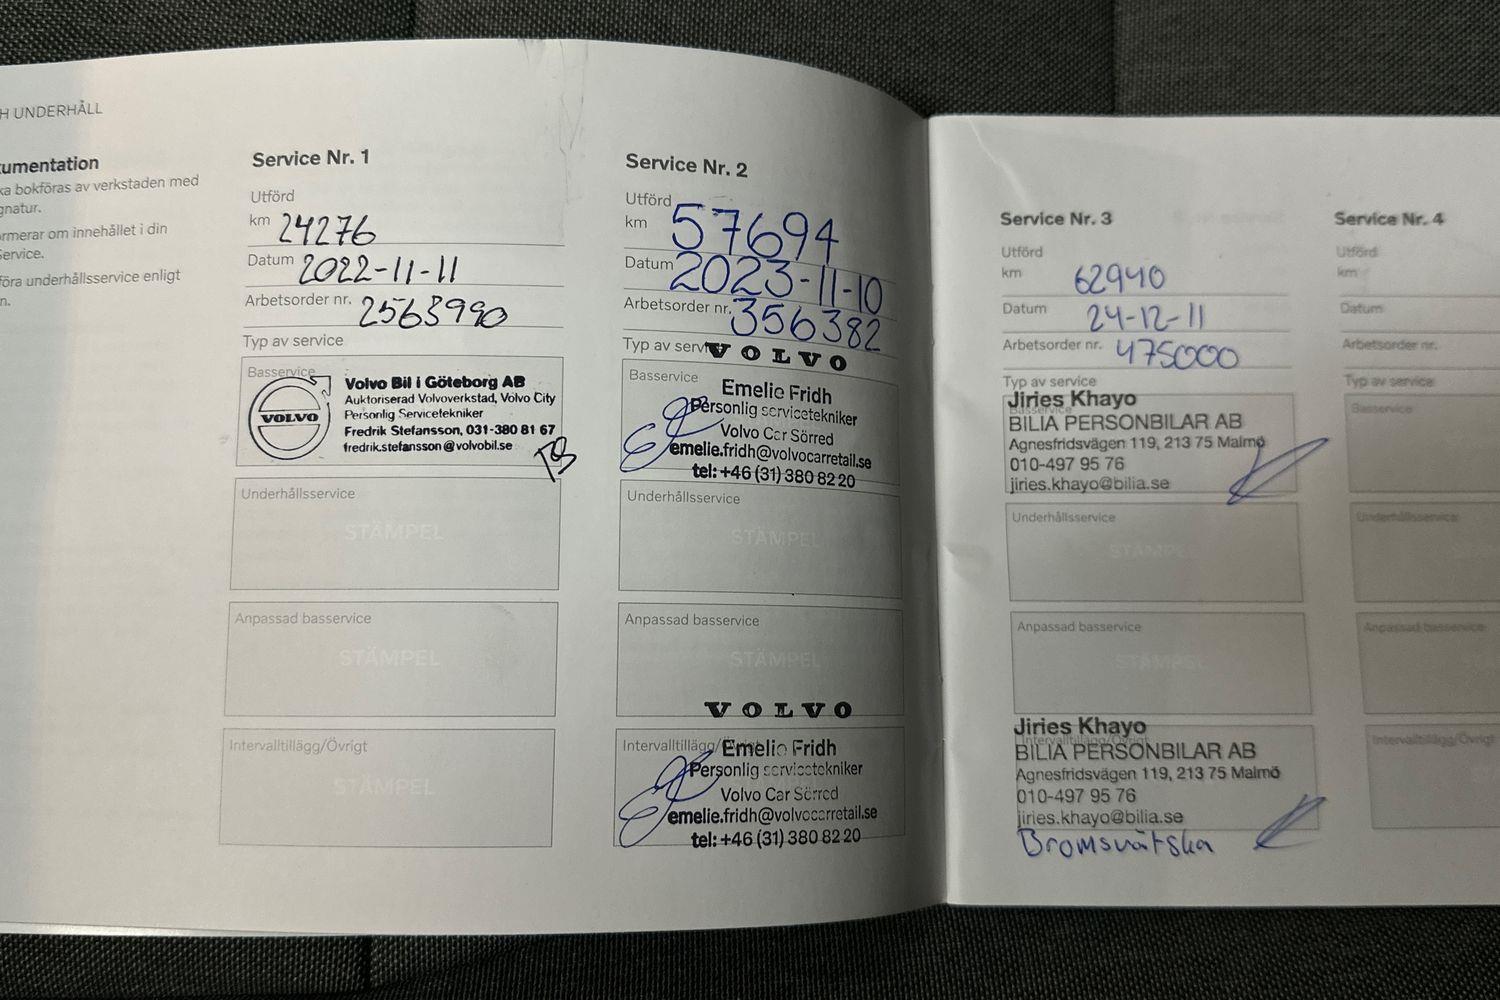 H UNDERHÅLL
umentation
ka bokföras av verkstaden med
gnatur.
ormerar om innehållet i din
Service.
föra underhållsservice enligt
n.
Service Nr. 1
Utförd
km 24276
Datum 2022-11-11
Arbetsorder nr. 2563990
Typ av service
Basservice
VOLVO
Volvo Bil i Göteborg AB
Auktoriserad Volvoverkstad, Volvo City
Personlig Servicetekniker
Fredrik Stefansson, 031-380 81 67
fredrik.stefansson@volvobil.se
Underhållsservice
STÄMPEL
Anpassad basservice
STÄMPEL
Intervalltillägg/Övrigt
STÄMPEL
Service Nr. 2
Utförd
km 57694
Datum 2023-11-10
Arbetsorder nr. 356382
Typ av servi
VOLVO
Basservice
Emelie Fridh
Personlig servicetekniker
Volvo Car Sörred
emelie.fridh@volvocarretail.se
tel: +46 (31) 380 82 20
Underhållsservice
STÄMPEL
Anpassad basservice
STÄMPEL
VOLVO
Intervalltillägg/Övrigt
Emelie Fridh
Personlig servicetekniker
Volvo Car Sörred
emelie.fridh@volvocarretail.se
tel: +46 (31) 380 82 20
Service Nr. 3
Utförd
km 62940
Datum 24-12-11
Arbetsorder nr. 475000
Typ av service
Basservice
Jiries Khayo
BILIA PERSONBILAR AB
Agnesfridsvägen 119, 213 75 Malmö
010-497 95 76
jiries.khayo@bilia.se
Underhållsservice
STÄMPEL
Anpassad basservice
STÄMPEL
Intervalltillägg/Övrigt
Jiries Khayo
BILIA PERSONBILAR AB
Agnesfridsvägen 119, 213 75 Malmö
010-497 95 76
jiries.khayo@bilia.se
Bromsvätska
Service Nr. 4
Utförd
km
Datum
Arbetsorder nr.
Typ av service
Basservice
Underhållsservice
Anpassad basservice
Intervalltillägg/Övrigt